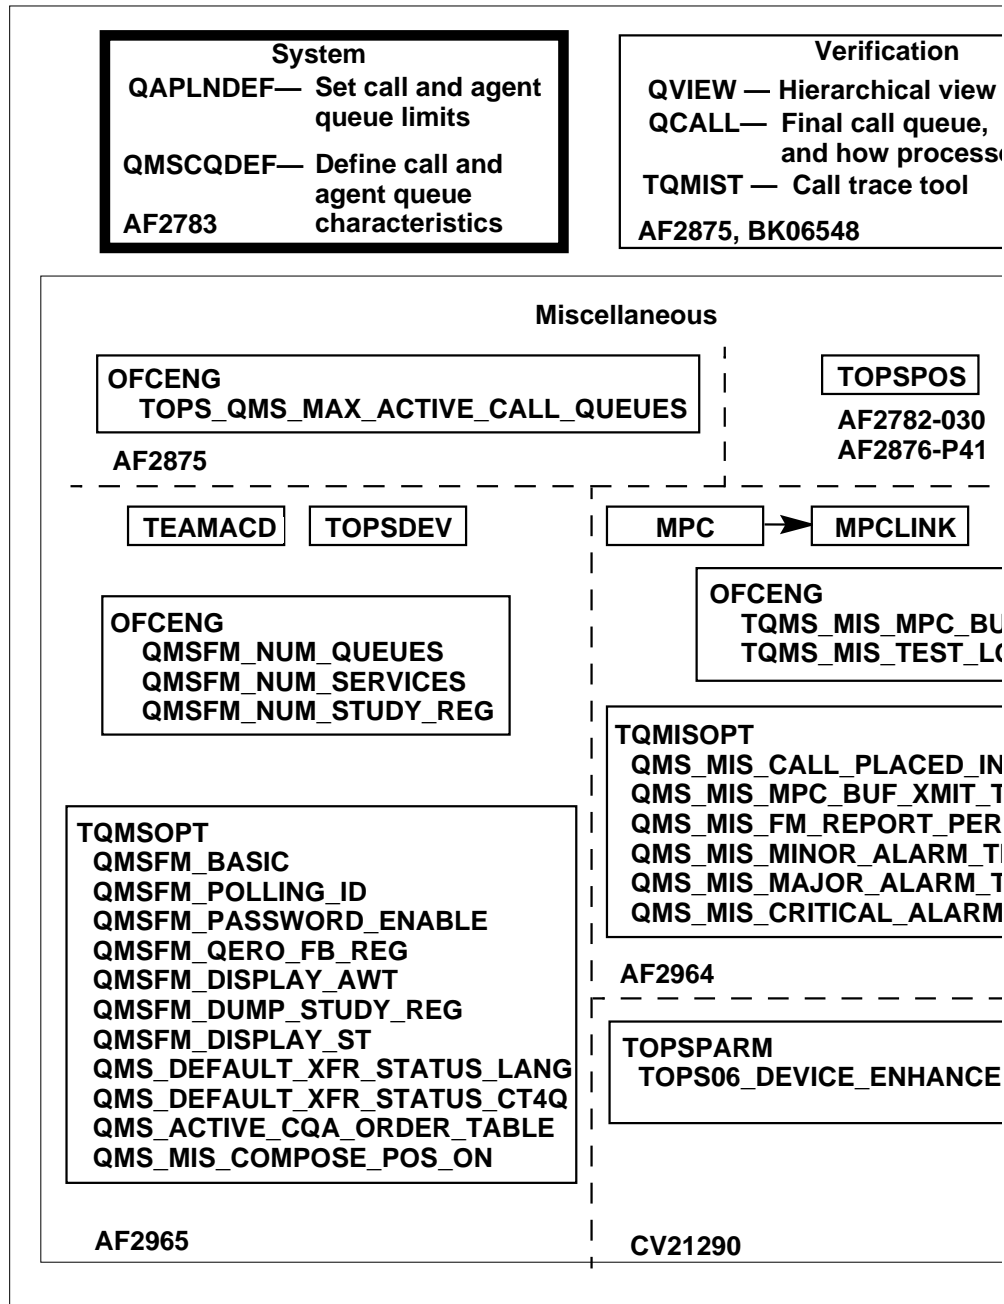 System
QAPLNDEF— Set call and agent
queue limits
QMSCQDEF— Define call and
agent queue
AF2783 characteristics
Verification
QVIEW — Hierarchical view
QCALL— Final call queue,
and how
TQMIST — Call trace tool
AF2875, BK06548
Miscellaneous
OFCENG
TOPS_QMS_MAX_ACTIVE_CALL_QUEUES
AF2875
TOPSPOS
AF2782-030
AF2876-P41
TEAMACD TOPSDEV
OFCENG
QMSFM_NUM_QUEUES
QMSFM_NUM_SERVICES
QMSFM_NUM_STUDY_REG
TQMSOPT
QMSFM_BASIC
QMSFM_POLLING_ID
QMSFM_PASSWORD_ENABLE
QMSFM_QERO_FB_REG
QMSFM_DISPLAY_AWT
QMSFM_DUMP_STUDY_REG
QMSFM_DISPLAY_ST
QMS_DEFAULT_XFR_STATUS_LANG
QMS_DEFAULT_XFR_STATUS_CT4Q
QMS_ACTIVE_CQA_ORDER_TABLE
QMS_MIS_COMPOSE_POS_ON
AF2965
MPC MPCLINK
OFCENG
TQMS_MIS_MPC_BU
TQMS_MIS_TEST_LO
TQMISOPT
QMS_MIS_CALL_PLACED_IN
QMS_MIS_MPC_BUF_XMIT_T
QMS_MIS_FM_REPORT_PER
QMS_MIS_MINOR_ALARM_T
QMS_MIS_MAJOR_ALARM_T
QMS_MIS_CRITICAL_ALARM
AF2964
TOPSPARM
TOPS06_DEVICE_ENHANCE
CV21290